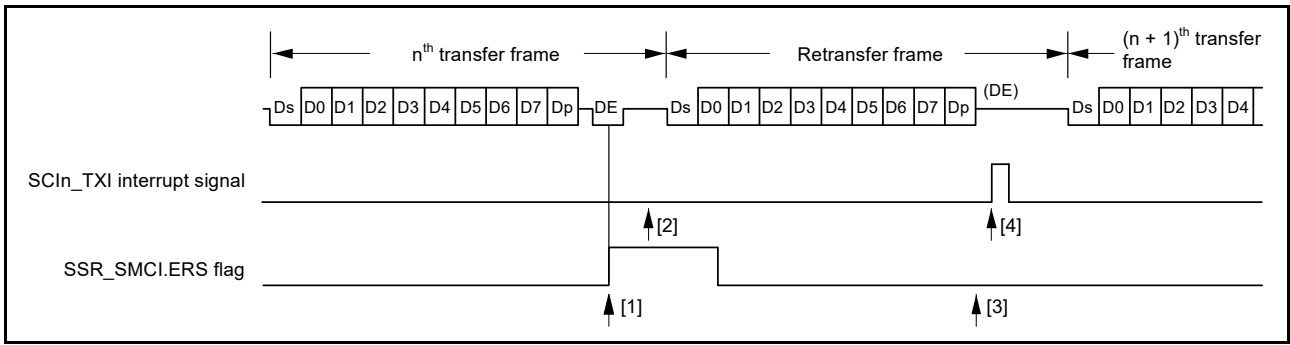 nth transfer frame
Retransfer frame
(n + 1)th transfer
frame
Ds D0 D1 D2 D3 D4 D5 D6 D7 Dp DE Ds D0 D1 D2 D3 D4 D5 D6 D7 Dp (DE) Ds D0 D1 D2 D3 D4
SCIn_TXI interrupt signal
[2] [4]
SSR_SMCI.ERS flag
[1] [3]